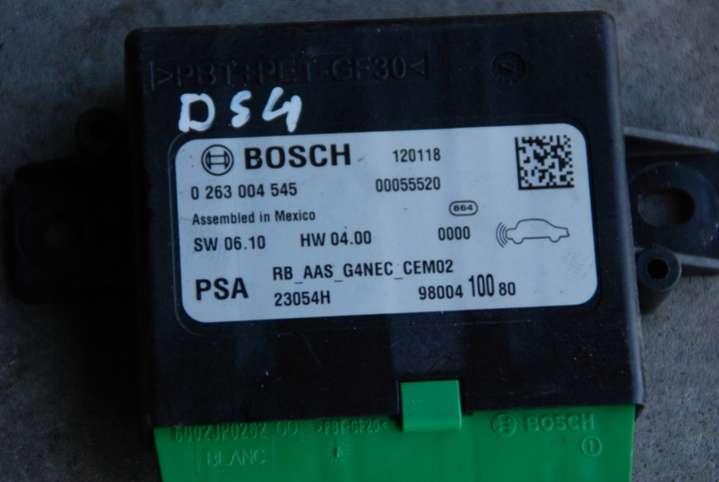 >PBT+PET-GF30<
DS4
BOSCH 120118
0 263 004 545 00055520
Assembled in Mexico 864
SW 06.10 HW 04.00 0000
PSA RB_AAS_G4NEC_CEM02
23054H 98004 100 80
BOSCH
BLANC